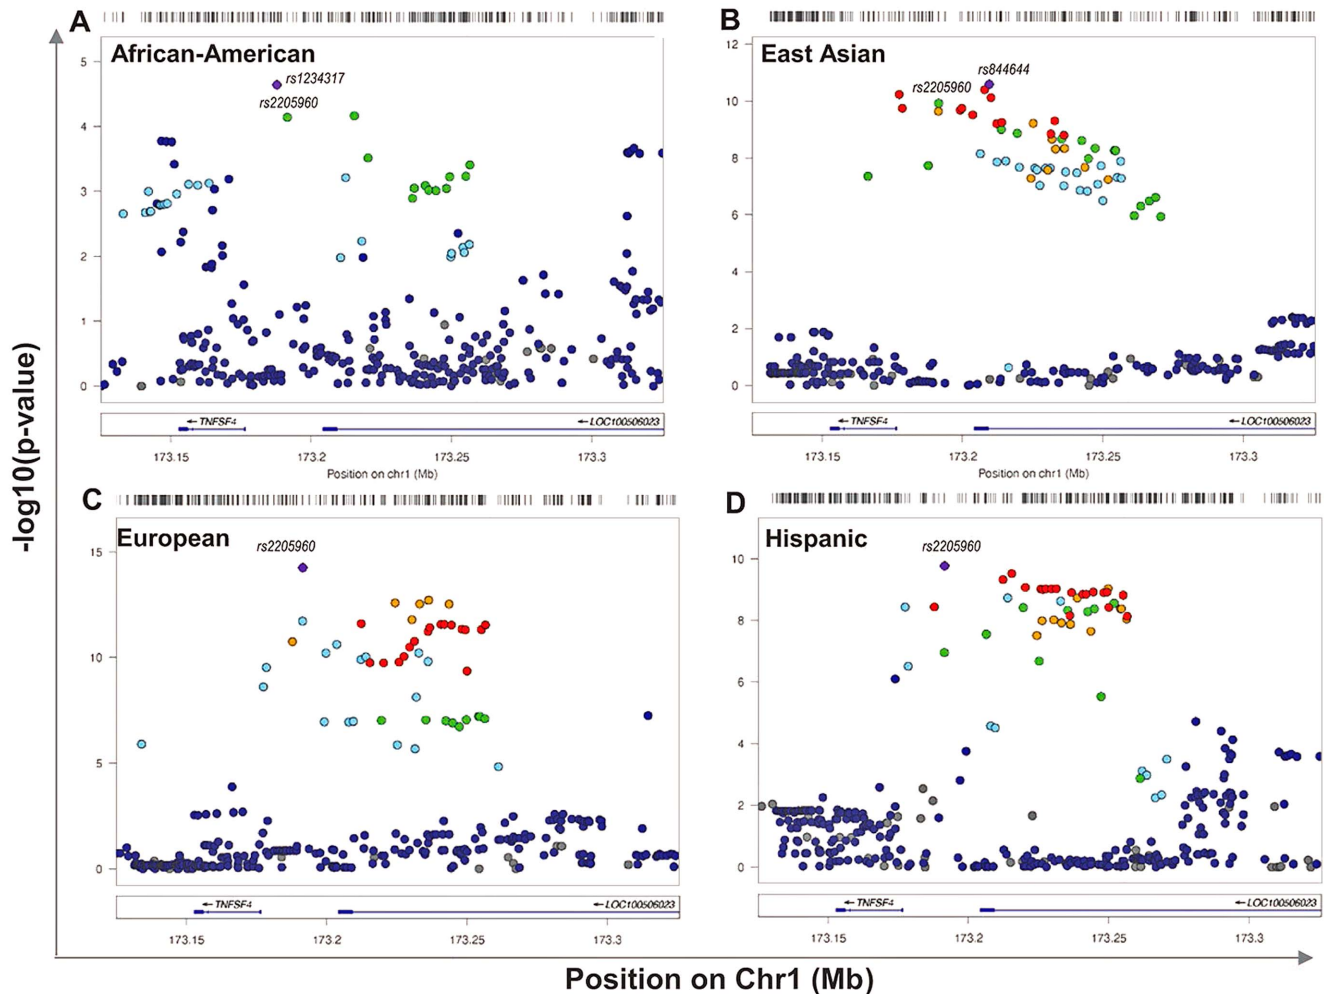 A
African-American
rs1234317
rs2205960
5
4
3
2
1
0
← TNFSF4
← LOC100506023
173.15 173.2 173.25 173.3
Position on chr1 (Mb)
B
East Asian
rs844644
rs2205960
12
10
8
6
4
2
0
← TNFSF4
← LOC100506023
173.15 173.2 173.25 173.3
Position on chr1 (Mb)
C
European
rs2205960
15
10
5
0
← TNFSF4
← LOC100506023
173.15 173.2 173.25 173.3
D
Hispanic
rs2205960
10
8
6
4
2
0
← TNFSF4
← LOC100506023
173.15 173.2 173.25 173.3
-log10(p-value)
Position on Chr1 (Mb)